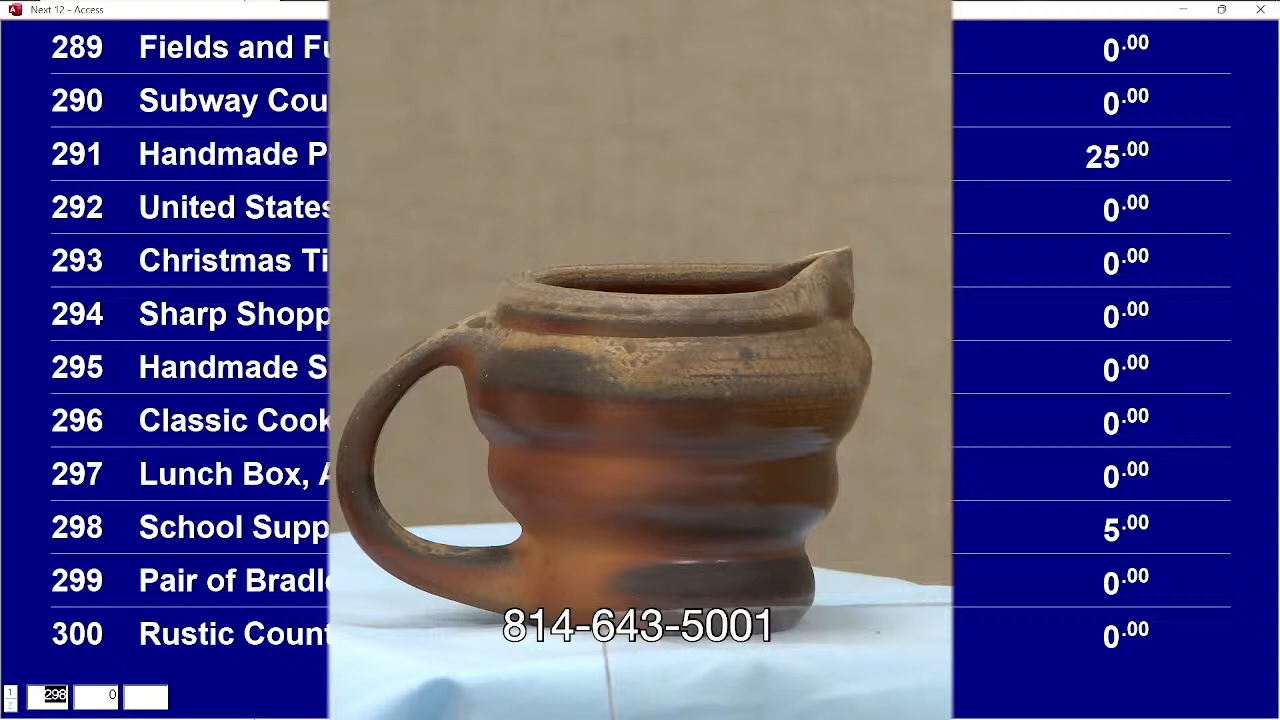 Next 12 - Access
289 Fields and Fu 0.00
290 Subway Cou 0.00
291 Handmade P 25.00
292 United States 0.00
293 Christmas Ti 0.00
294 Sharp Shopp 0.00
295 Handmade S 0.00
296 Classic Cook 0.00
297 Lunch Box, A 0.00
298 School Supp 5.00
299 Pair of Bradle 0.00
300 Rustic Count 0.00
814-643-5001
1 298 0
2